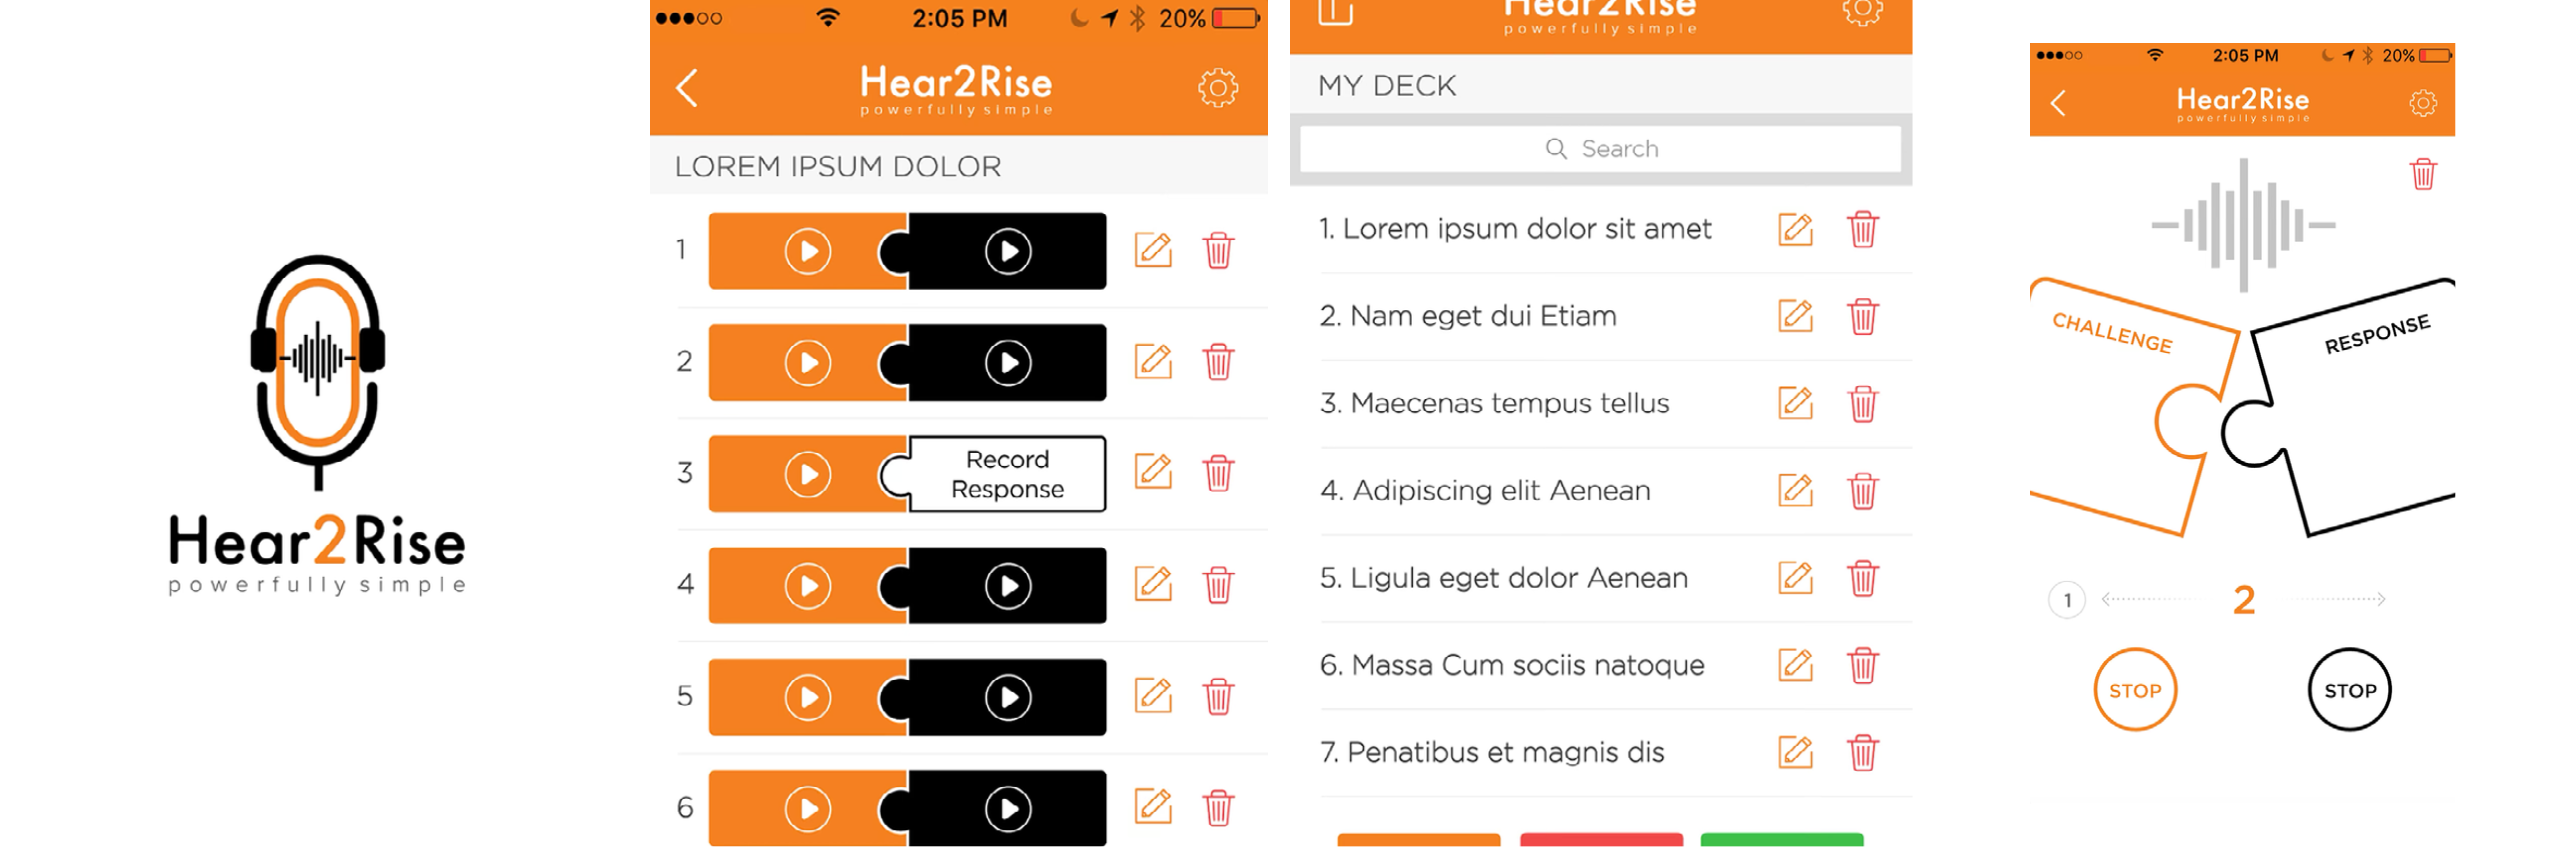 Hear2Rise
powerfully simple
2:05 PM
20%
Hear2Rise
powerfully simple
LOREM IPSUM DOLOR
1
2
3
Record
Response
4
5
6
Hear2Rise
powerfully simple
MY DECK
Search
1. Lorem ipsum dolor sit amet
2. Nam eget dui Etiam
3. Maecenas tempus tellus
4. Adipiscing elit Aenean
5. Ligula eget dolor Aenean
6. Massa Cum sociis natoque
7. Penatibus et magnis dis
2:05 PM
20%
Hear2Rise
powerfully simple
CHALLENGE
RESPONSE
1
2
STOP
STOP